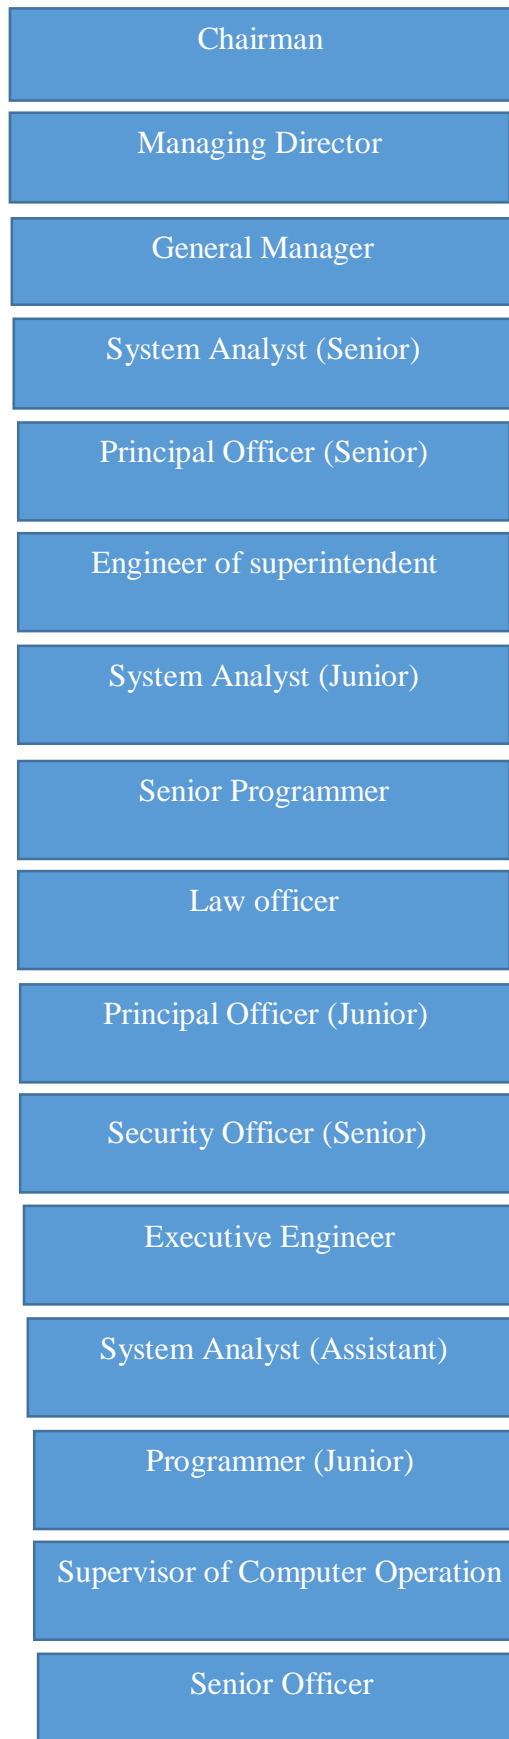 Chairman
Managing Director
General Manager
System Analyst (Senior)
Principal Officer (Senior)
Engineer of superintendent
System Analyst (Junior)
Senior Programmer
Law officer
Principal Officer (Junior)
Security Officer (Senior)
Executive Engineer
System Analyst (Assistant)
Programmer (Junior)
Supervisor of Computer Operation
Senior Officer